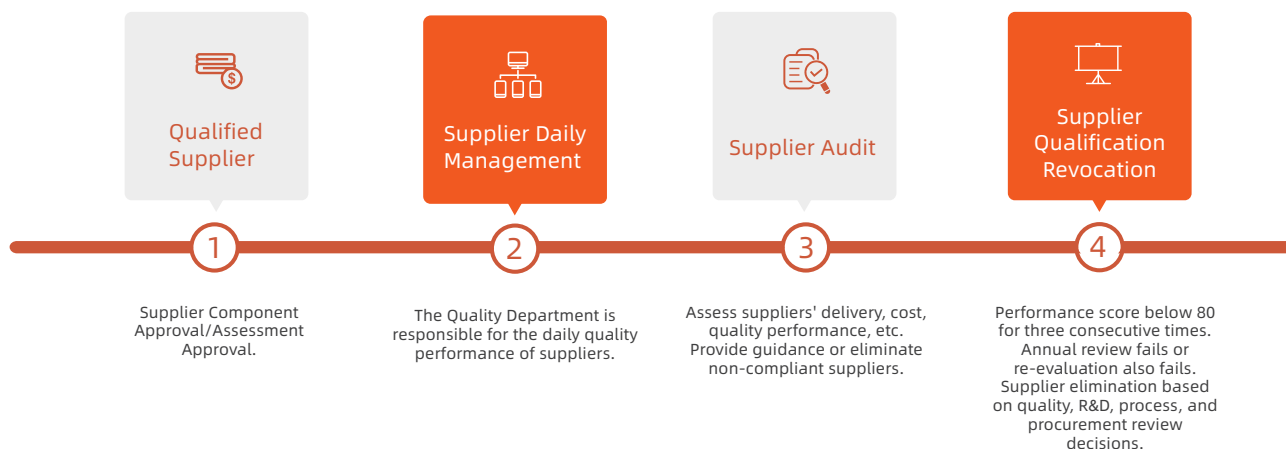 $
Qualified
Supplier
Supplier Daily
Management
Supplier Audit
Supplier
Qualification
Revocation
1
2
3
4
Supplier Component
Approval/Assessment
Approval.
The Quality Department is
responsible for the daily quality
performance of suppliers.
Assess suppliers' delivery, cost,
quality performance, etc.
Provide guidance or eliminate
non-compliant suppliers.
Performance score below 80
for three consecutive times.
Annual review fails or
re-evaluation also fails.
Supplier elimination based
on quality, R&D, process, and
procurement review
decisions.